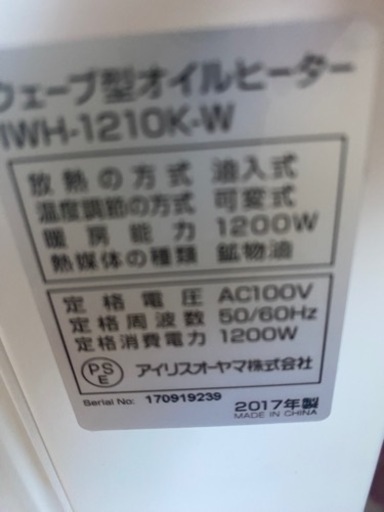 ウェーブ型オイルヒーター
IWH-1210K-W
放熱の方式 油入式
温度調節の方式 可変式
暖房能力 1200W
熱媒体の種類 鉱物油
定格電圧 AC100V
定格周波数 50/60Hz
定格消費電力 1200W
PS
E
アイリスオーヤマ株式会社
Serial No: 170919239
2017年製
MADE IN CHINA